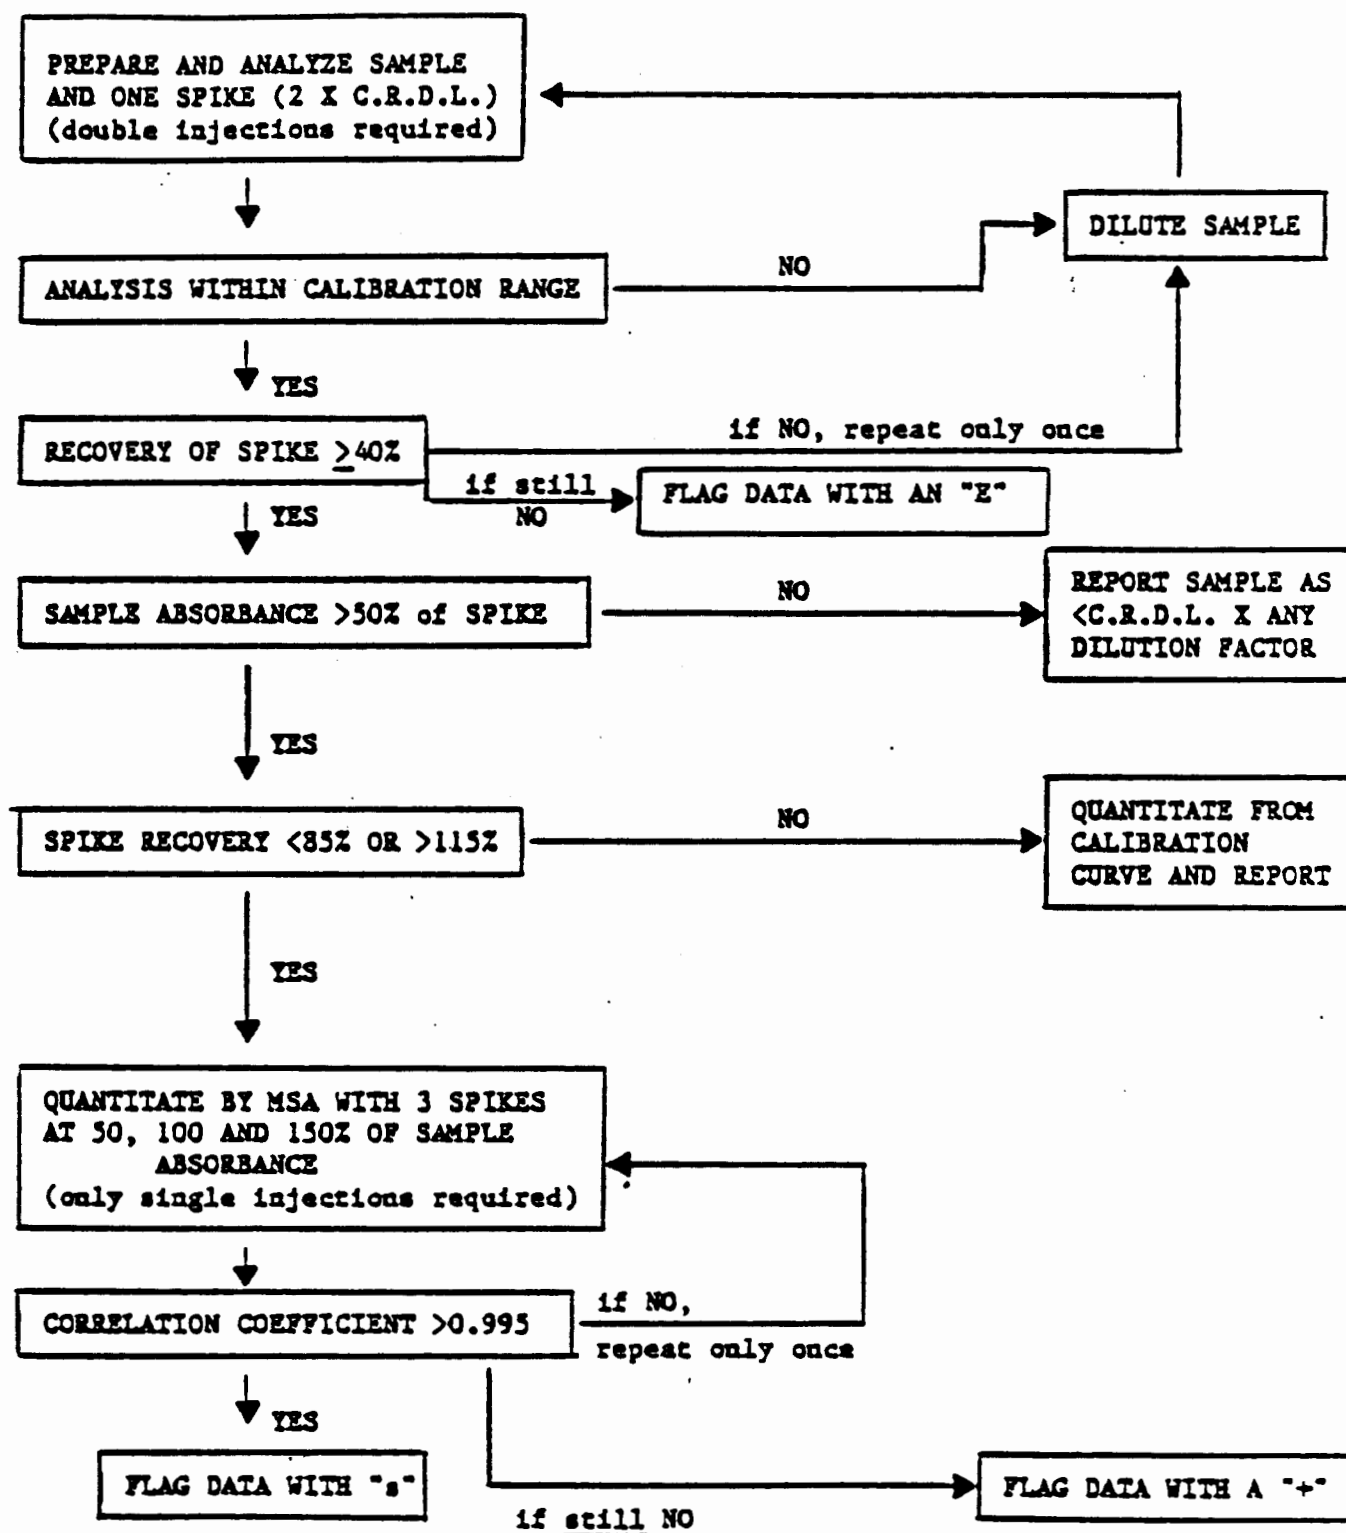 PREPARE AND ANALYZE SAMPLE
AND ONE SPIKE (2 X C.R.D.L.)
(double injections required)
DILUTE SAMPLE
NO
ANALYSIS WITHIN CALIBRATION RANGE
YES
if NO, repeat only once
RECOVERY OF SPIKE ≥40%
if still
NO
FLAG DATA WITH AN "E"
YES
SAMPLE ABSORBANCE >50% of SPIKE
NO
REPORT SAMPLE AS
<C.R.D.L. X ANY
DILUTION FACTOR
YES
SPIKE RECOVERY <85% OR >115%
NO
QUANTITATE FROM
CALIBRATION
CURVE AND REPORT
YES
QUANTITATE BY MSA WITH 3 SPIKES
AT 50, 100 AND 150% OF SAMPLE
ABSORBANCE
(only single injections required)
CORRELATION COEFFICIENT >0.995
if NO,
repeat only once
YES
FLAG DATA WITH "s"
if still NO
FLAG DATA WITH A "+"